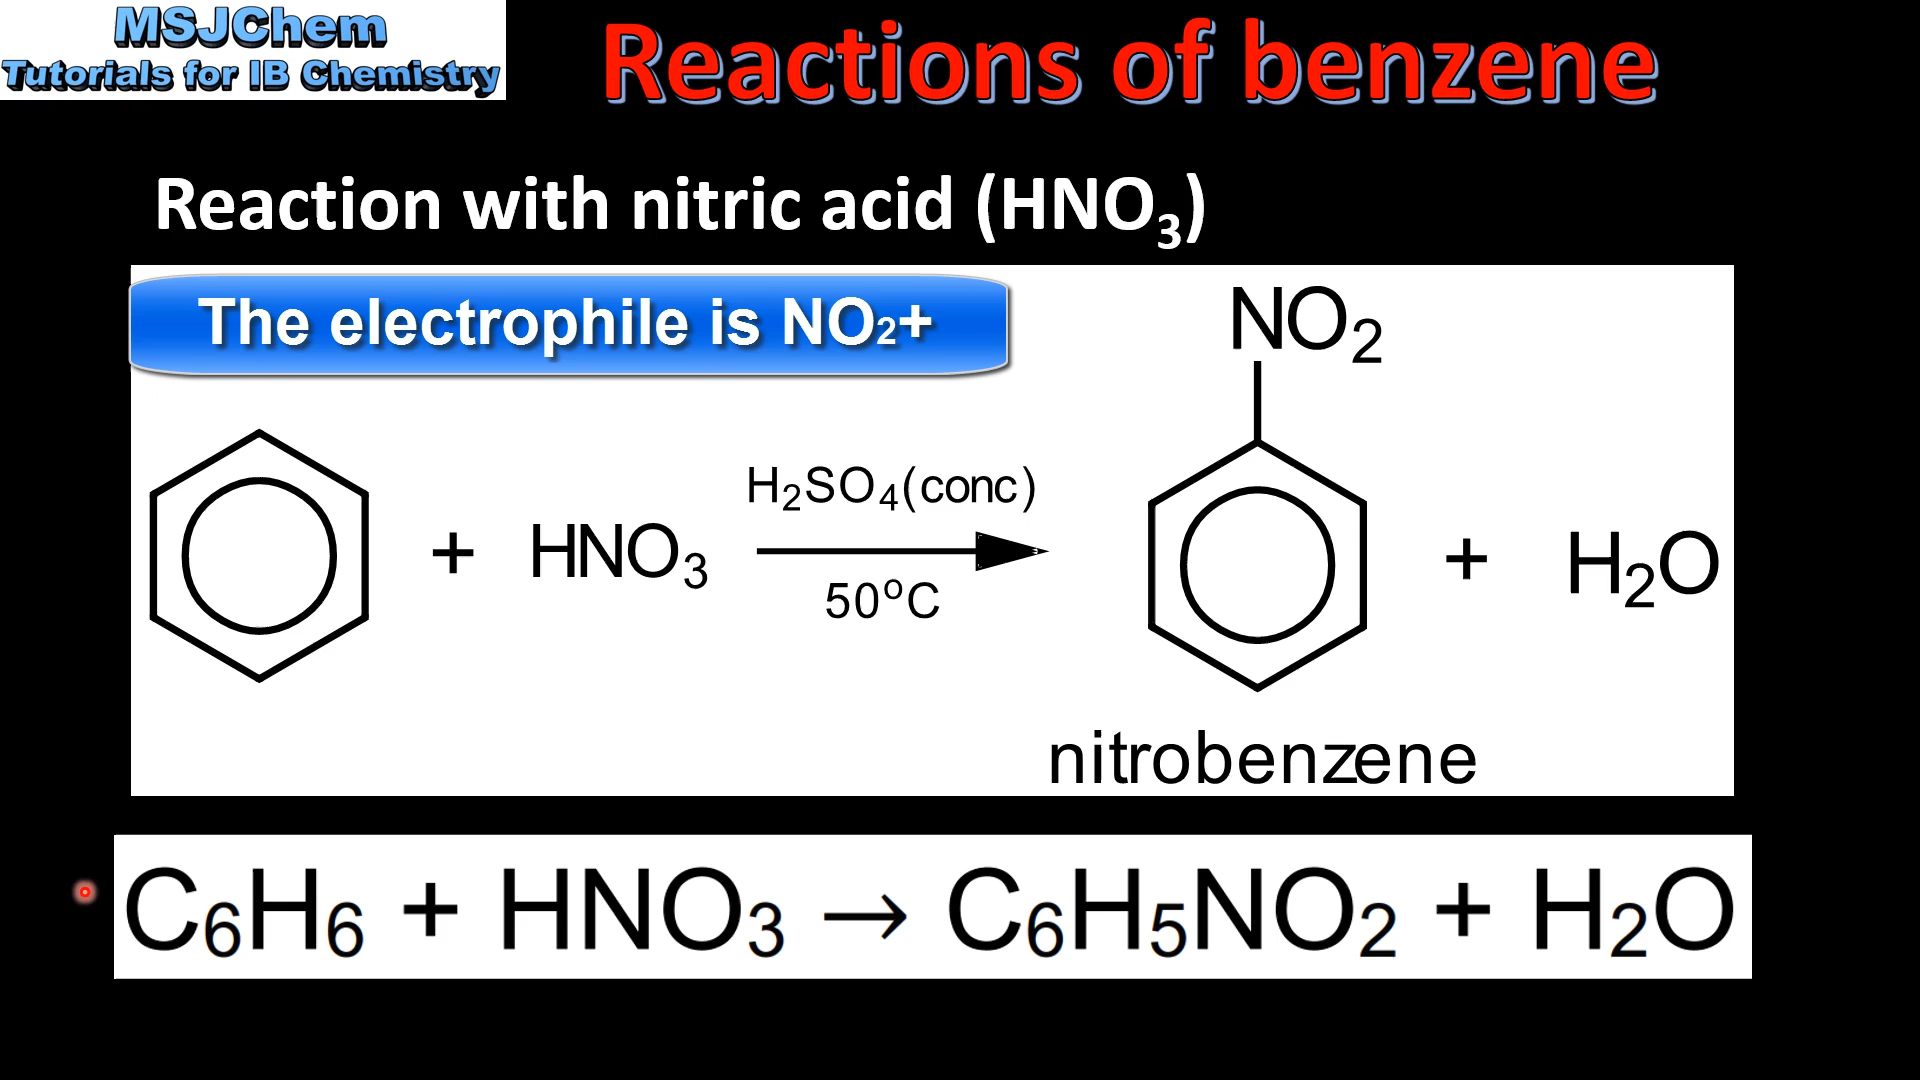 MSJChem
Tutorials for IB Chemistry
Reactions of benzene
Reaction with nitric acid (HNO₃)
The electrophile is NO₂+
NO₂
H₂SO₄(conc)
+ HNO₃ + H₂O
50°C
nitrobenzene
C₆H₆ + HNO₃ → C₆H₅NO₂ + H₂O